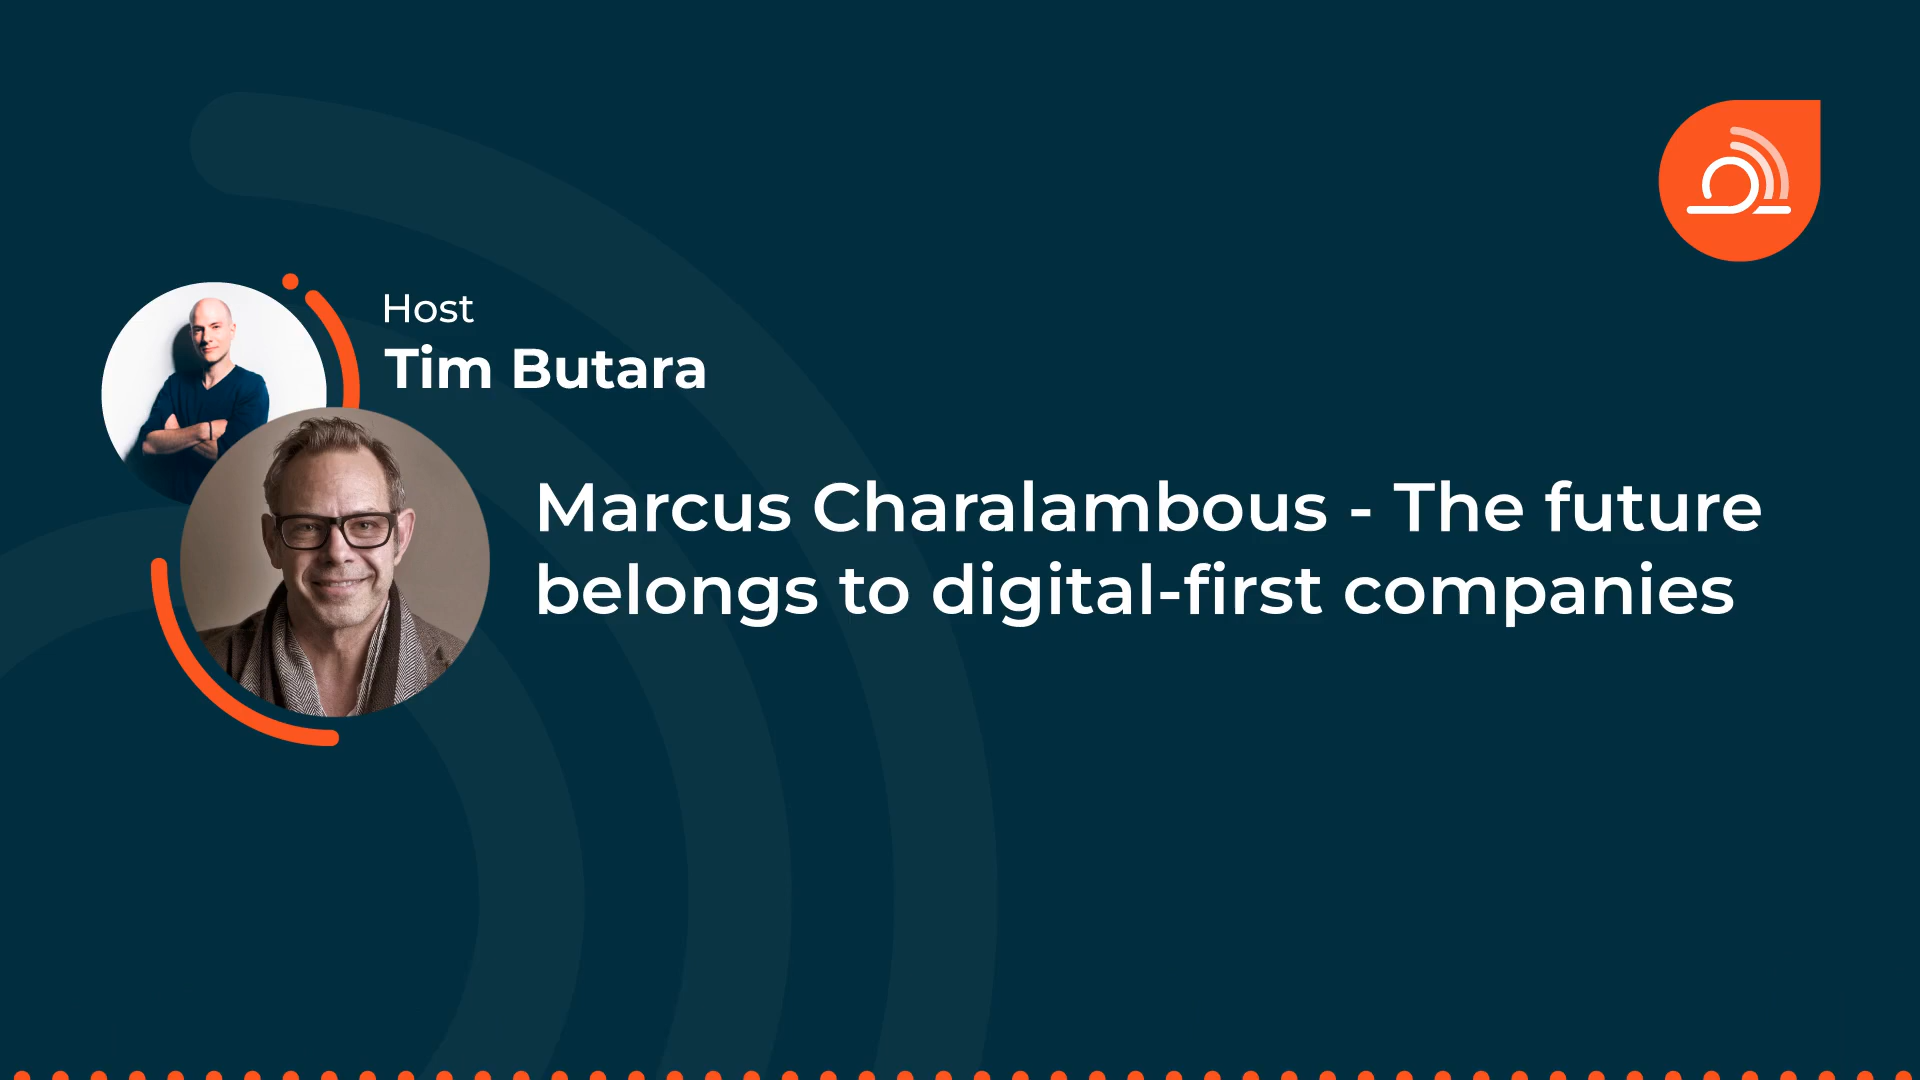 Host
Tim Butara
Marcus Charalambous - The future
belongs to digital-first companies